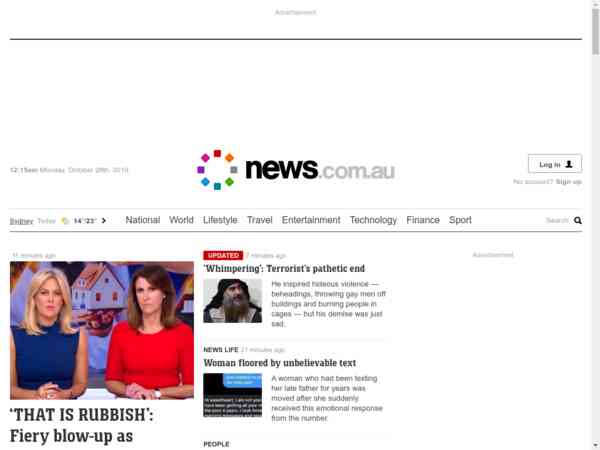 Advertisement
12:15am Monday, October 28th, 2019
news.com.au
Log in
No account? Sign up
Sydney Today 14°/23°
National World Lifestyle Travel Entertainment Technology Finance Sport
Search
11 minutes ago
‘THAT IS RUBBISH’:
Fiery blow-up as
UPDATED 7 minutes ago
‘Whimpering’: Terrorist’s pathetic end
He inspired hideous violence —
beheadings, throwing gay men off
buildings and burning people in
cages — but his demise was just
sad.
NEWS LIFE 21 minutes ago
Woman floored by unbelievable text
A woman who had been texting
her late father for years was
moved after she suddenly
received this emotional response
from the number.
PEOPLE
Advertisement